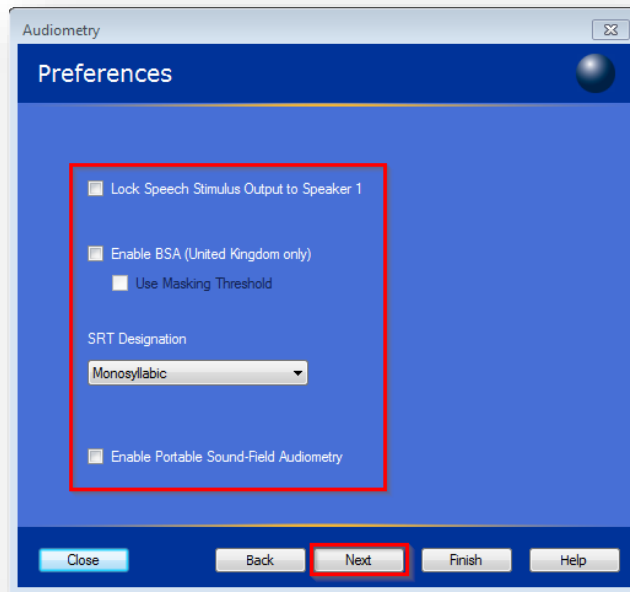 Audiometry
Preferences
Lock Speech Stimulus Output to Speaker 1
Enable BSA (United Kingdom only)
Use Masking Threshold
SRT Designation
Monosyllabic
Enable Portable Sound-Field Audiometry
Close Back Next Finish Help